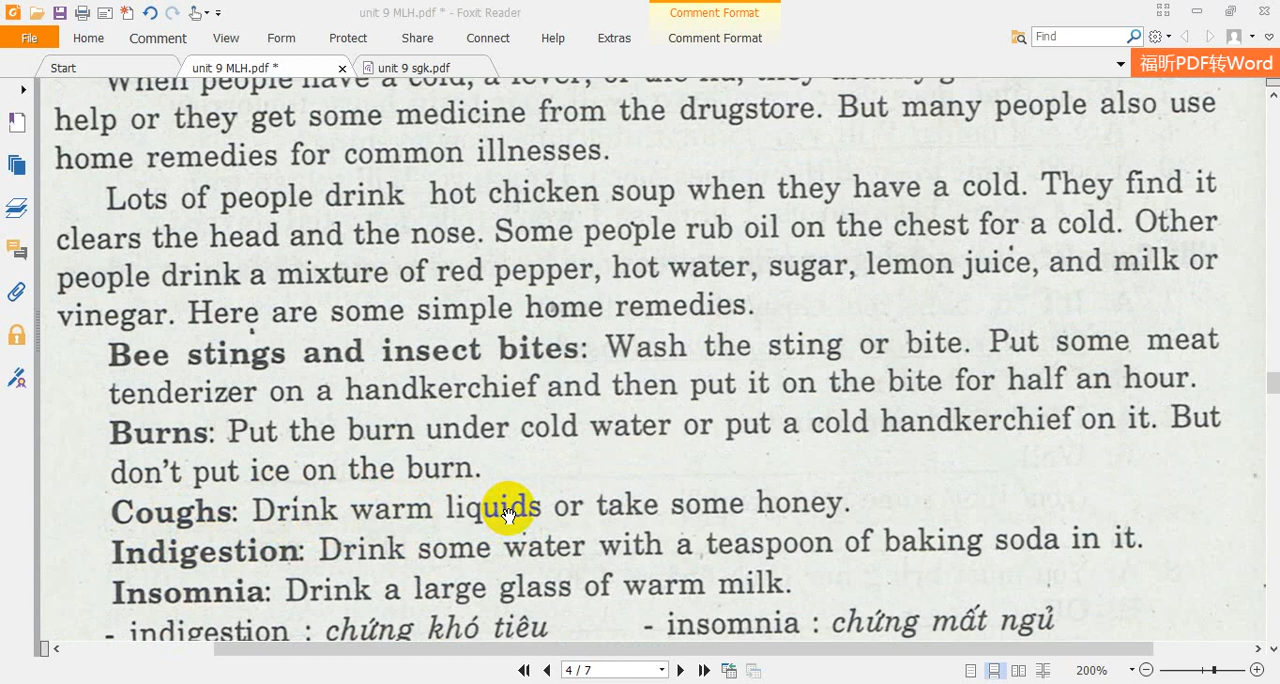 unit 9 MLH.pdf * - Foxit Reader
Comment Format
File Home Comment View Form Protect Share Connect Help Extras Comment Format Find
Start unit 9 MLH.pdf * unit 9 sgk.pdf
福昕PDF转Word
When people have a cold, a fever, or the flu, they usually g
help or they get some medicine from the drugstore. But many people also use
home remedies for common illnesses.
Lots of people drink hot chicken soup when they have a cold. They find it
clears the head and the nose. Some people rub oil on the chest for a cold. Other
people drink a mixture of red pepper, hot water, sugar, lemon juice, and milk or
vinegar. Here are some simple home remedies.
Bee stings and insect bites: Wash the sting or bite. Put some meat
tenderizer on a handkerchief and then put it on the bite for half an hour.
Burns: Put the burn under cold water or put a cold handkerchief on it. But
don't put ice on the burn.
Coughs: Drink warm liquids or take some honey.
Indigestion: Drink some water with a teaspoon of baking soda in it.
Insomnia: Drink a large glass of warm milk.
- indigestion : chứng khó tiêu - insomnia : chứng mất ngủ
4 / 7 200%